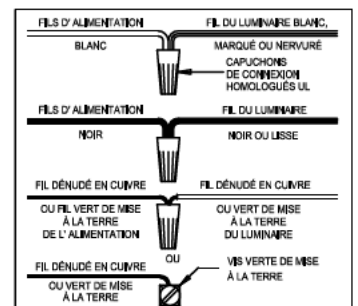 FILS D'ALIMENTATION
FIL DU LUMINAIRE BLANC,
BLANC
MARQUÉ OU NERVURÉ
CAPUCHONS
DE CONNEXION
HOMOLOGUÉS UL
FILS D'ALIMENTATION
FIL DU LUMINAIRE
NOIR
NOIR OU LISSE
FIL DÉNUDÉ EN CUIVRE
FIL DÉNUDÉ EN CUIVRE
OU FIL VERT DE MISE
À LA TERRE
DE L'ALIMENTATION
OU VERT DE MISE
À LA TERRE
DU LUMINAIRE
OU
FIL DÉNUDÉ EN CUIVRE
OU VERT DE MISE
À LA TERRE
VIS VERTE DE MISE
À LA TERRE